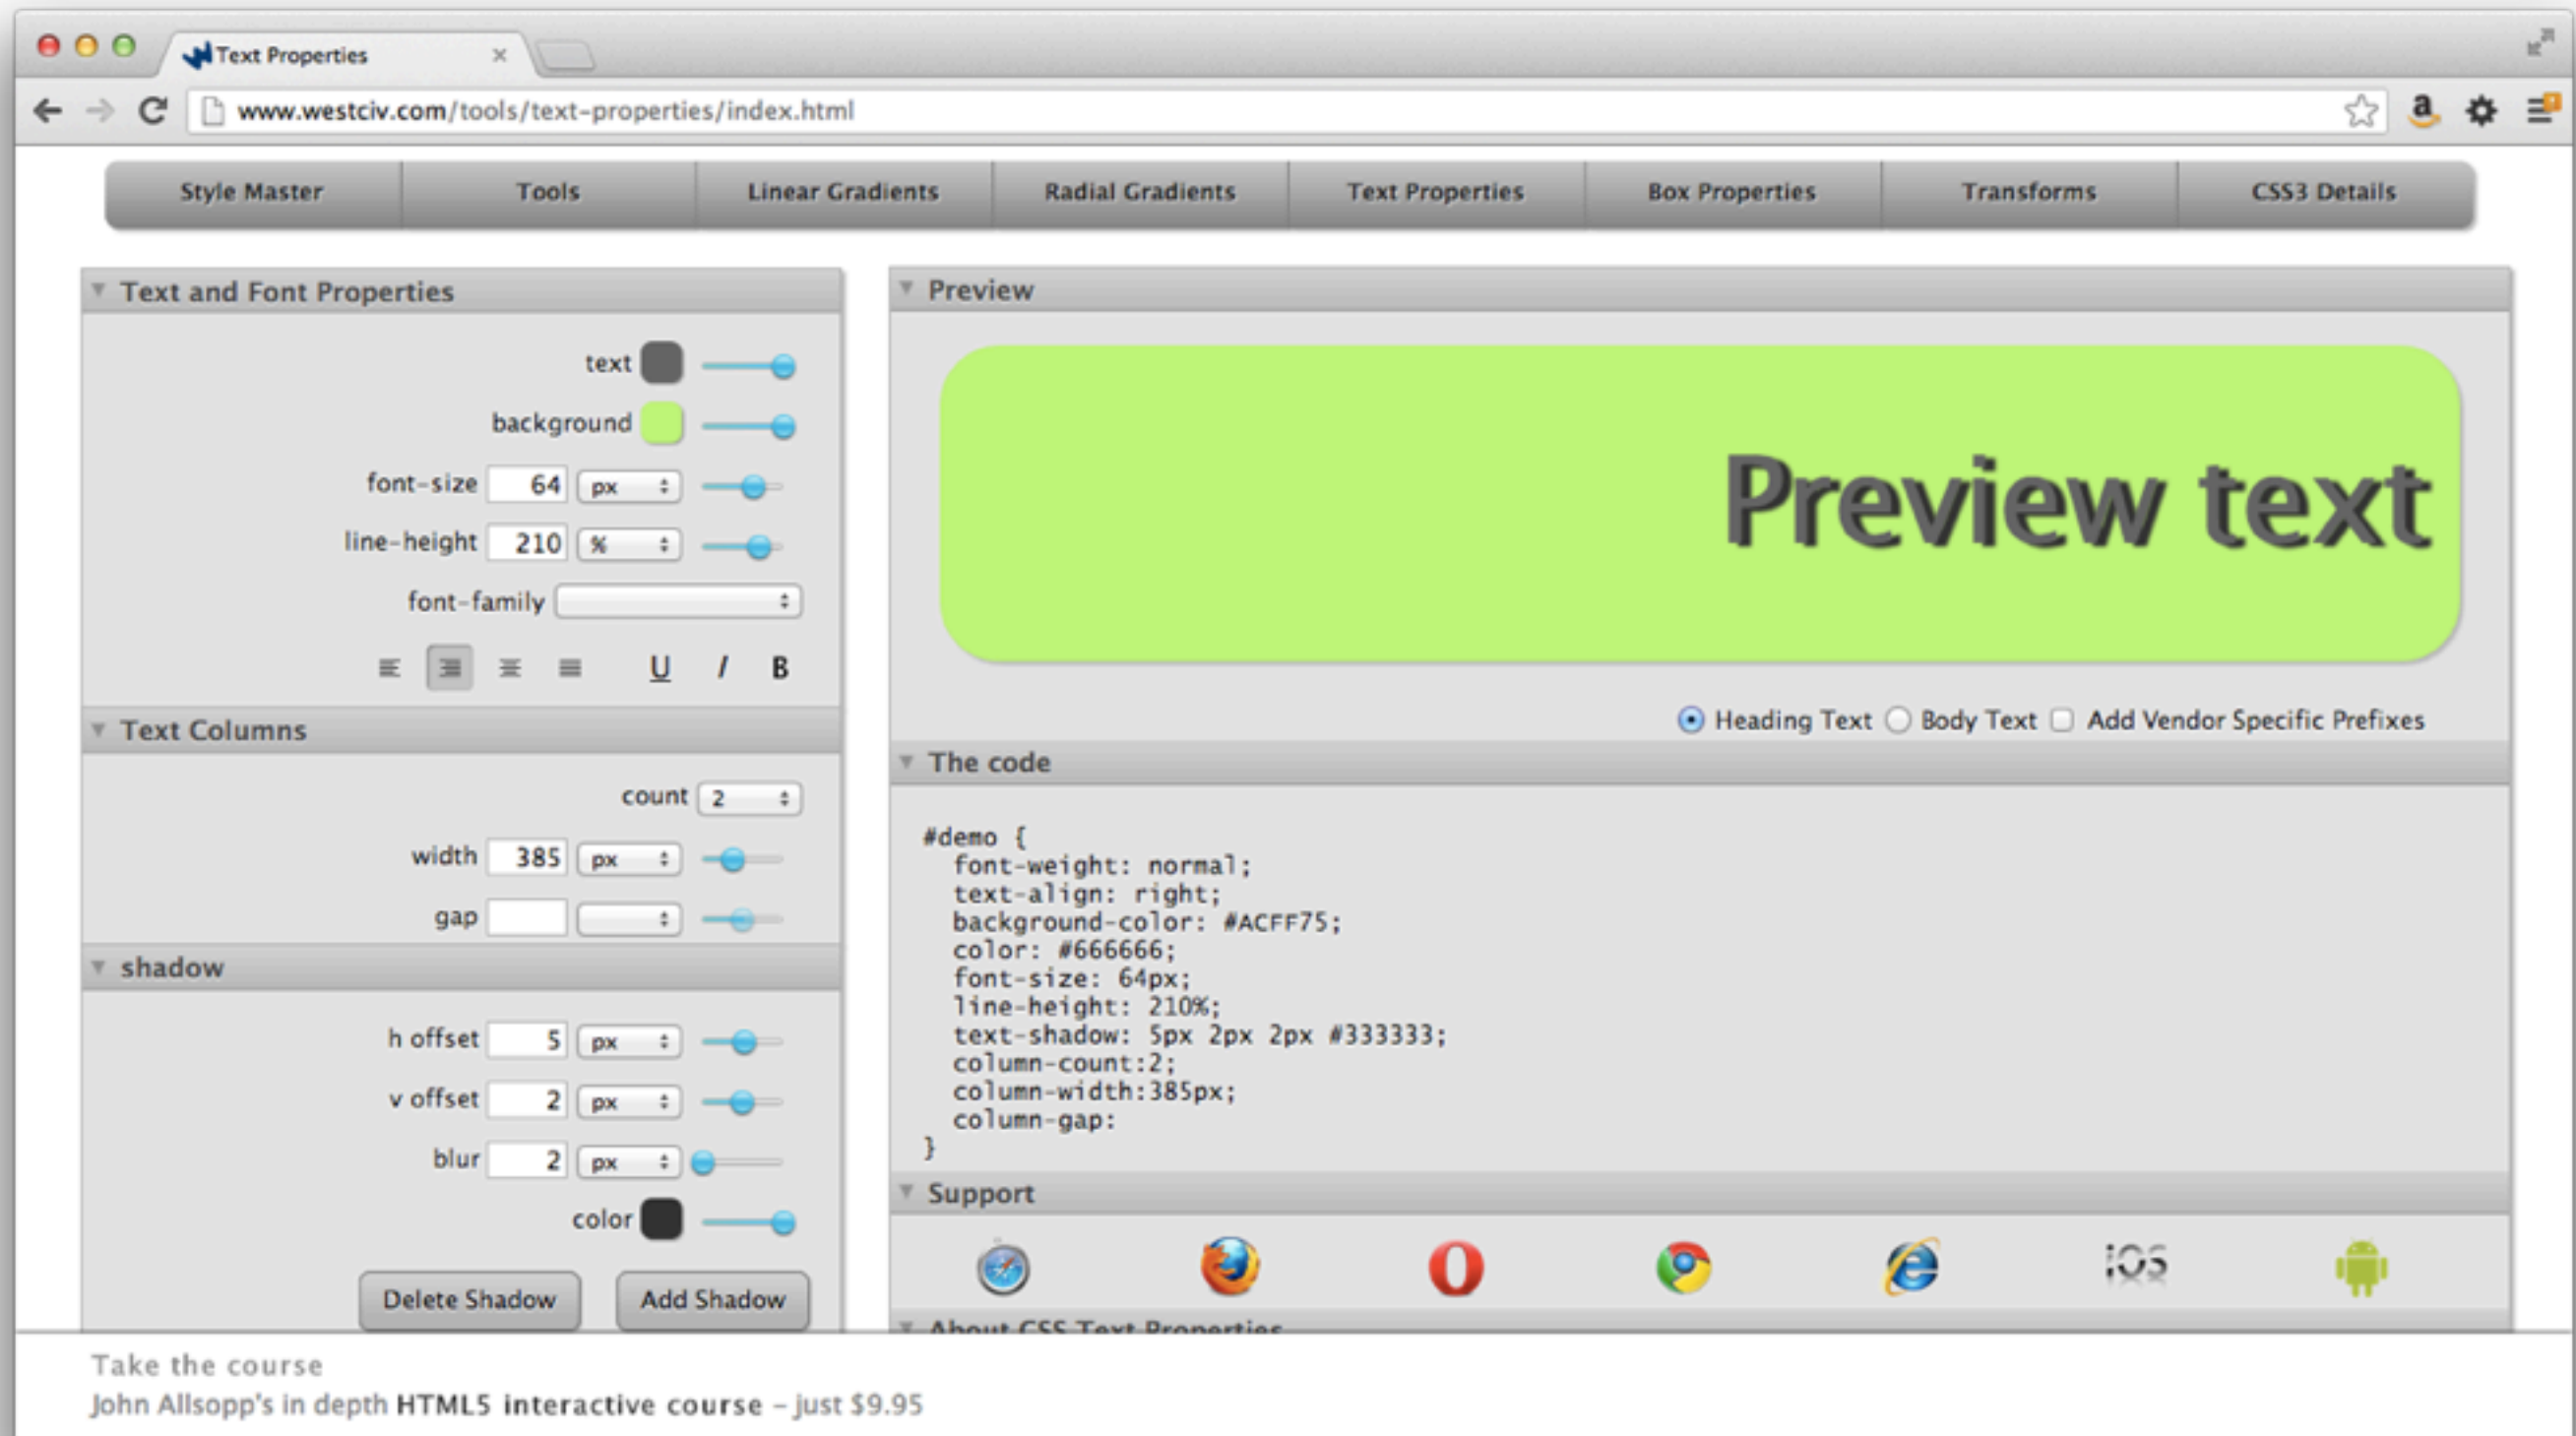 Text Properties
www.westciv.com/tools/text-properties/index.html
Style Master Tools Linear Gradients Radial Gradients Text Properties Box Properties Transforms CSS3 Details
Text and Font Properties
text
background
font-size 64 px
line-height 210 %
font-family
U I B
Text Columns
count 2
width 385 px
gap
shadow
h offset 5 px
v offset 2 px
blur 2 px
color
Delete Shadow Add Shadow
Preview
Preview text
Heading Text Body Text Add Vendor Specific Prefixes
The code
#demo {
font-weight: normal;
text-align: right;
background-color: #ACFF75;
color: #666666;
font-size: 64px;
line-height: 210%;
text-shadow: 5px 2px 2px #333333;
column-count:2;
column-width:385px;
column-gap:
}
Support
iOS
About CSS Text Properties
Take the course
John Allsopp's in depth HTML5 interactive course – just $9.95